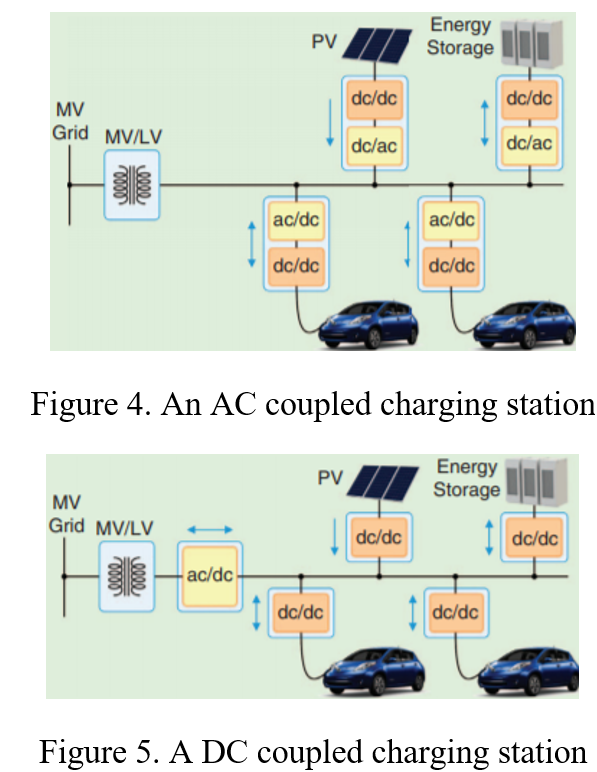 PV
Energy
Storage
dc/dc
dc/dc
MV
Grid
MV/LV
dc/ac
dc/ac
ac/dc
ac/dc
dc/dc
dc/dc
Figure 4. An AC coupled charging station
PV
Energy
Storage
MV
Grid
MV/LV
dc/dc
dc/dc
ac/dc
dc/dc
dc/dc
Figure 5. A DC coupled charging station